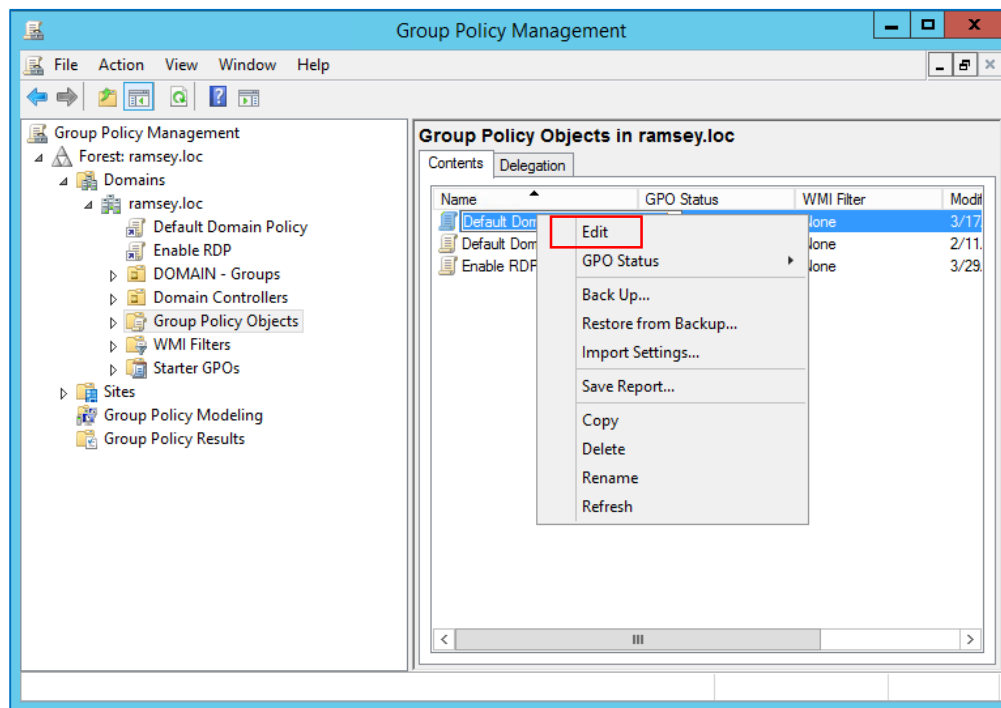 Group Policy Management
File Action View Window Help
Group Policy Management
Forest: ramsey.loc
Domains
ramsey.loc
Default Domain Policy
Enable RDP
DOMAIN - Groups
Domain Controllers
Group Policy Objects
WMI Filters
Starter GPOs
Sites
Group Policy Modeling
Group Policy Results
Group Policy Objects in ramsey.loc
Contents Delegation
Name GPO Status WMI Filter Modif
Default Dom None 3/17
Default Dom None 2/11
Enable RDP None 3/29
Edit
GPO Status
Back Up...
Restore from Backup...
Import Settings...
Save Report...
Copy
Delete
Rename
Refresh